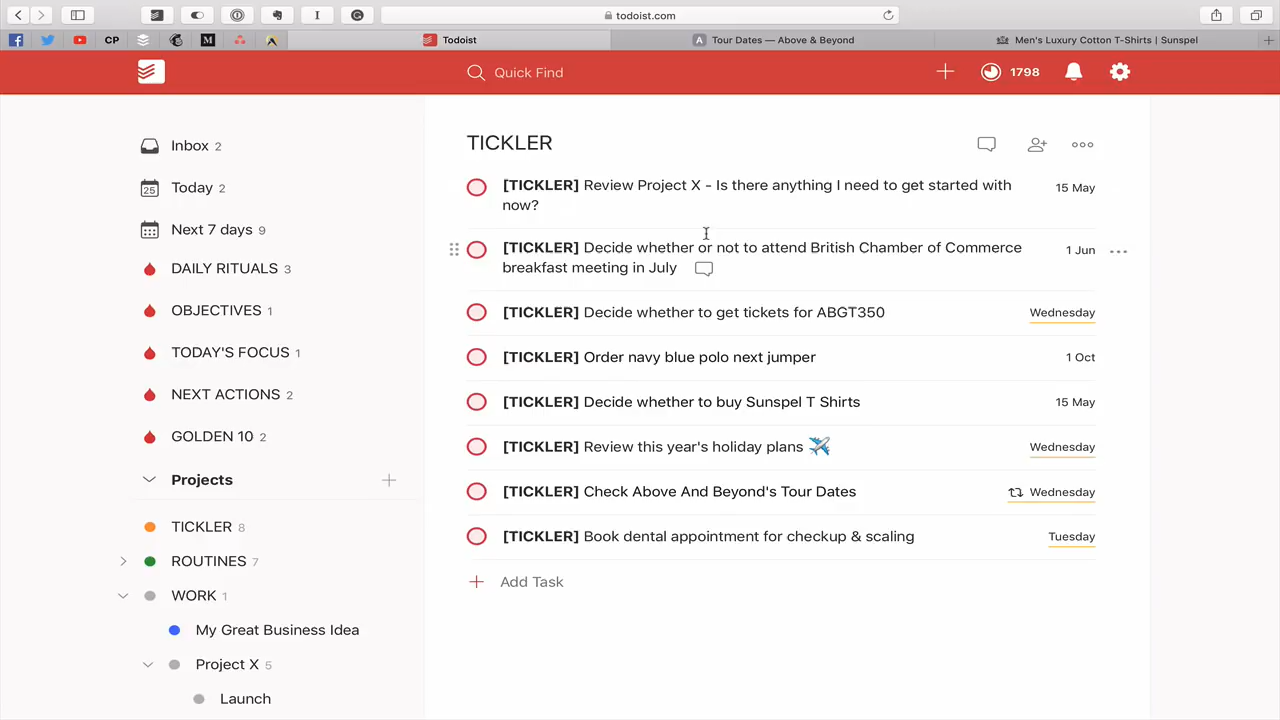 todoist.com
CP
M
Todoist
A Tour Dates — Above & Beyond
Men's Luxury Cotton T-Shirts | Sunspel
Quick Find
1798
Inbox 2
25 Today 2
Next 7 days 9
DAILY RITUALS 3
OBJECTIVES 1
TODAY'S FOCUS 1
NEXT ACTIONS 2
GOLDEN 10 2
Projects
TICKLER 8
ROUTINES 7
WORK 1
My Great Business Idea
Project X 5
Launch
TICKLER
[TICKLER] Review Project X - Is there anything I need to get started with
now?
15 May
[TICKLER] Decide whether or not to attend British Chamber of Commerce
breakfast meeting in July
1 Jun
[TICKLER] Decide whether to get tickets for ABGT350
Wednesday
[TICKLER] Order navy blue polo next jumper
1 Oct
[TICKLER] Decide whether to buy Sunspel T Shirts
15 May
[TICKLER] Review this year's holiday plans ✈️
Wednesday
[TICKLER] Check Above And Beyond's Tour Dates
Wednesday
[TICKLER] Book dental appointment for checkup & scaling
Tuesday
Add Task